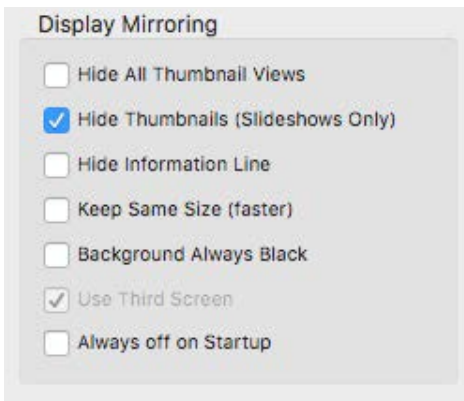 Display Mirroring
Hide All Thumbnail Views
Hide Thumbnails (Slideshows Only)
Hide Information Line
Keep Same Size (faster)
Background Always Black
Use Third Screen
Always off on Startup